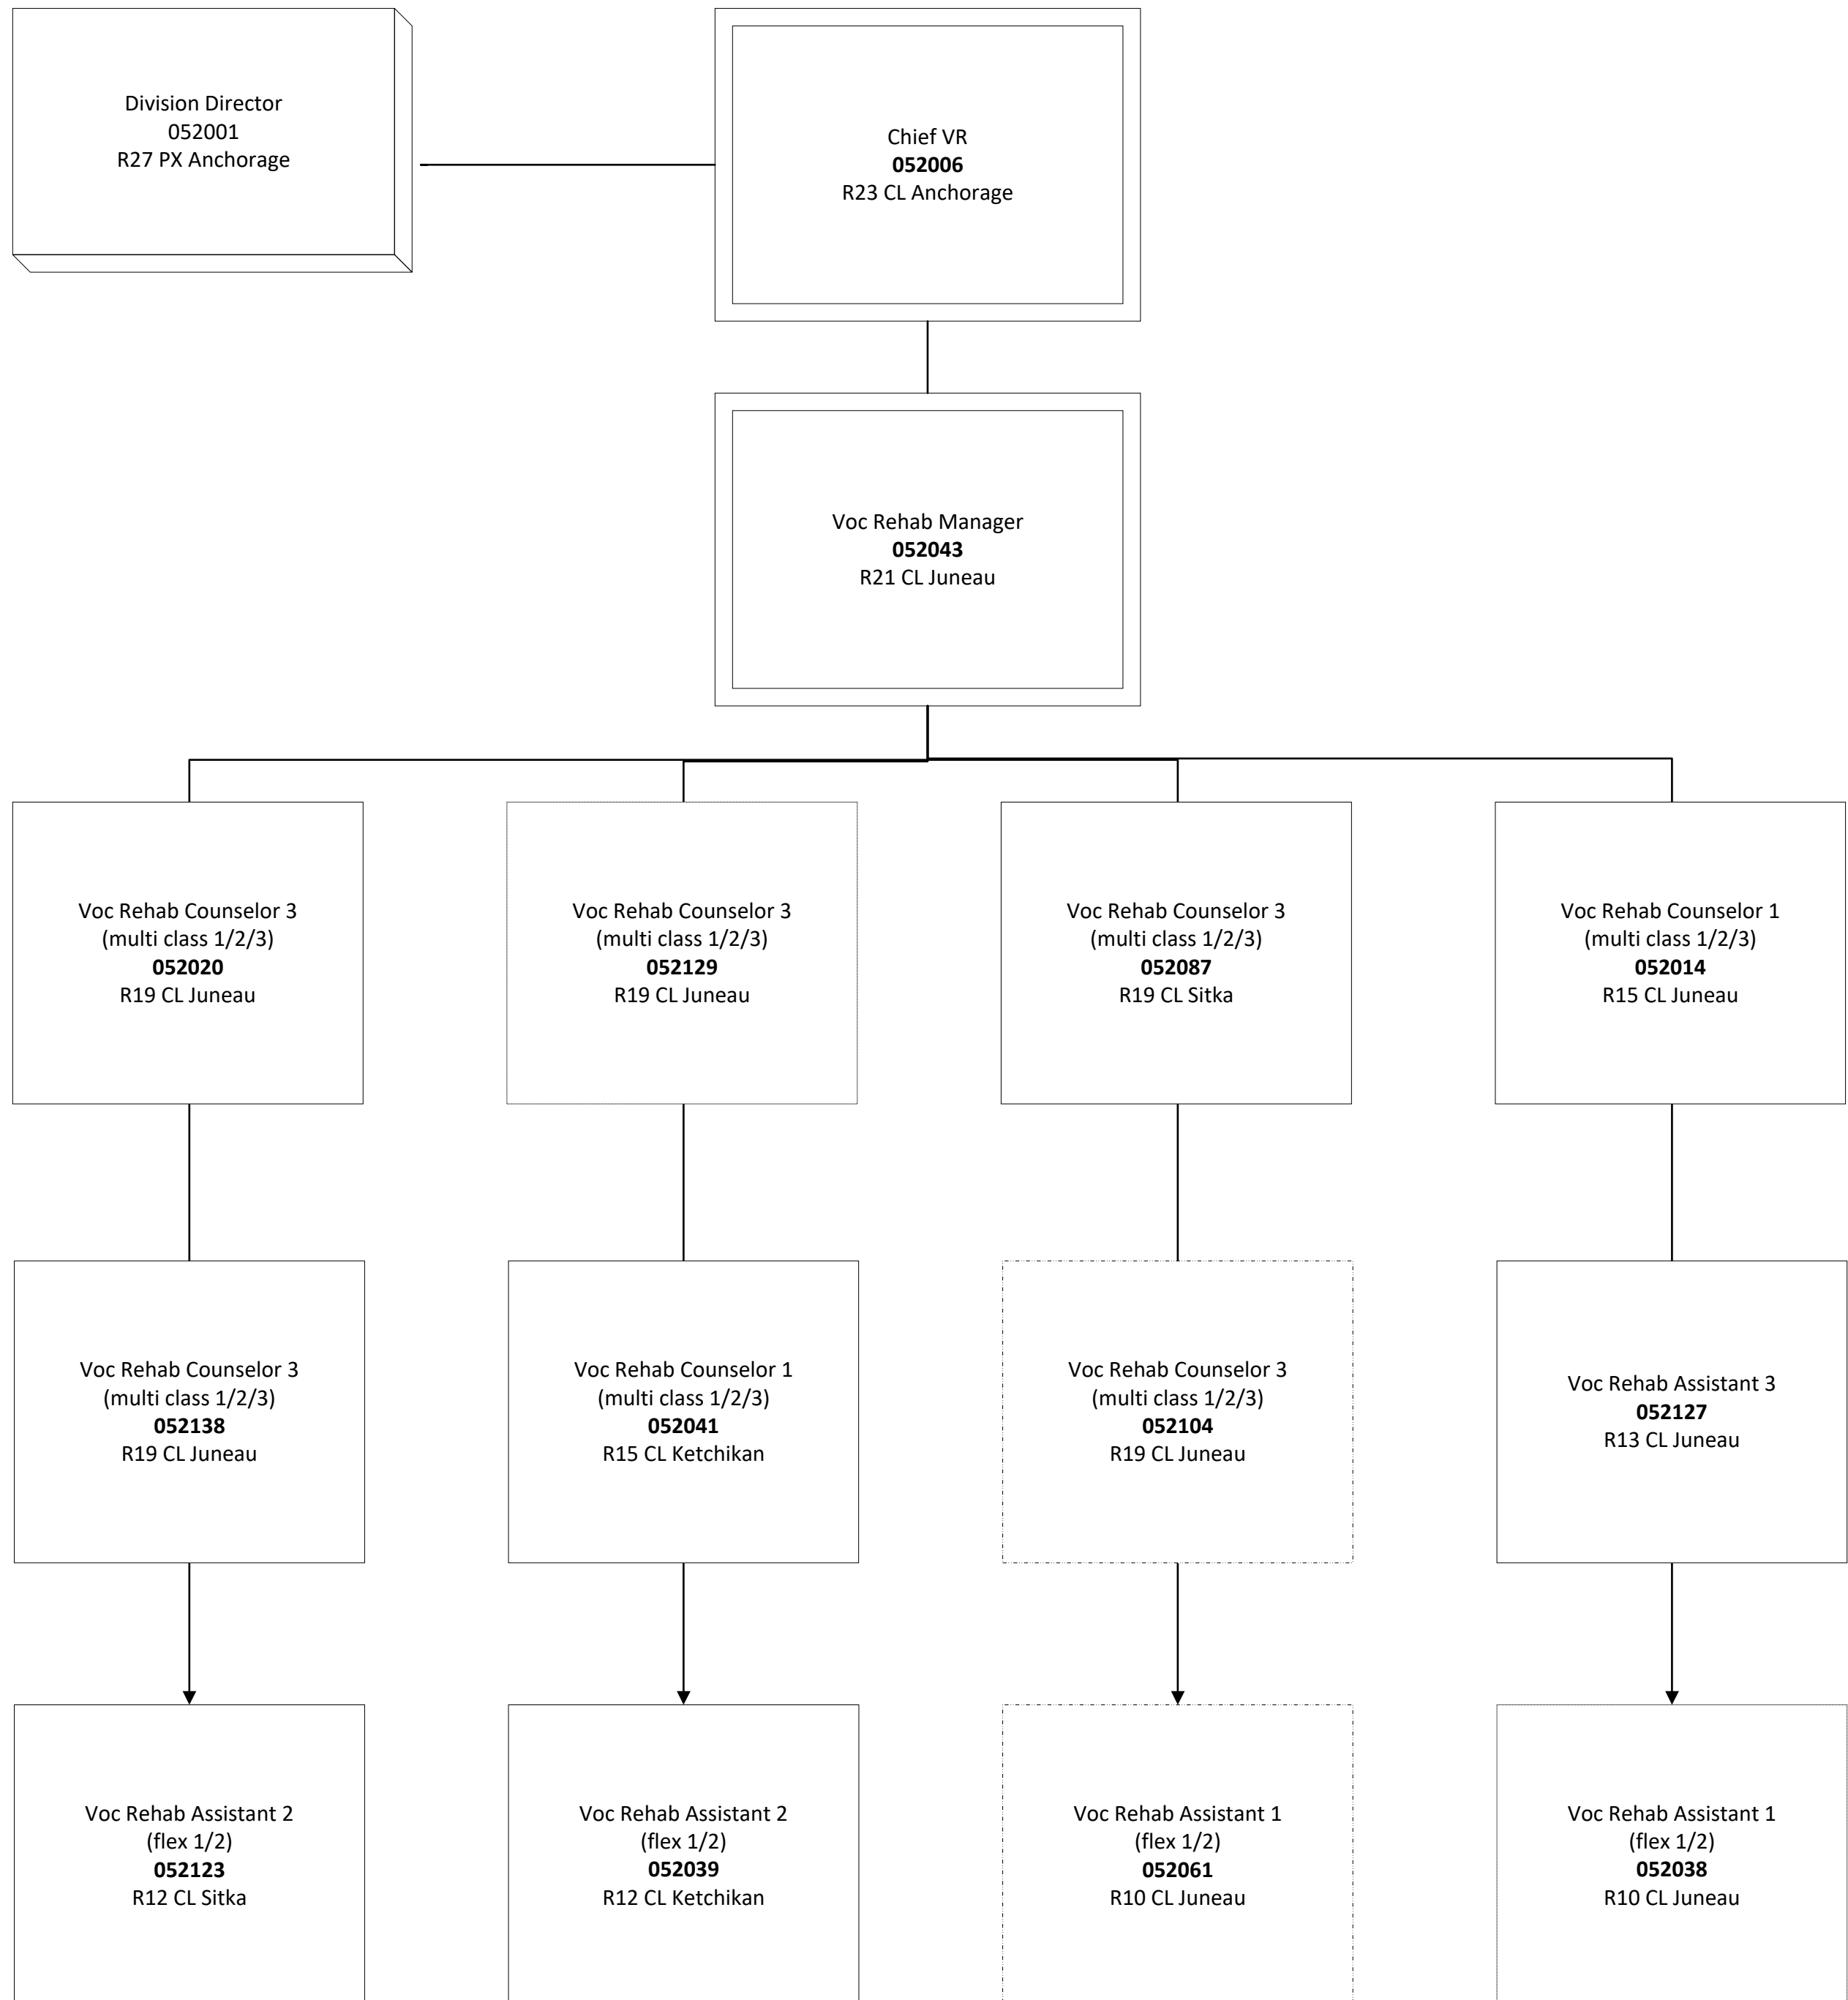 Division Director
052001
R27 PX Anchorage
Chief VR
052006
R23 CL Anchorage
Voc Rehab Manager
052043
R21 CL Juneau
Voc Rehab Counselor 3
(multi class 1/2/3)
052020
R19 CL Juneau
Voc Rehab Counselor 3
(multi class 1/2/3)
052129
R19 CL Juneau
Voc Rehab Counselor 3
(multi class 1/2/3)
052087
R19 CL Sitka
Voc Rehab Counselor 1
(multi class 1/2/3)
052014
R15 CL Juneau
Voc Rehab Counselor 3
(multi class 1/2/3)
052138
R19 CL Juneau
Voc Rehab Counselor 1
(multi class 1/2/3)
052041
R15 CL Ketchikan
Voc Rehab Counselor 3
(multi class 1/2/3)
052104
R19 CL Juneau
Voc Rehab Assistant 3
052127
R13 CL Juneau
Voc Rehab Assistant 2
(flex 1/2)
052123
R12 CL Sitka
Voc Rehab Assistant 2
(flex 1/2)
052039
R12 CL Ketchikan
Voc Rehab Assistant 1
(flex 1/2)
052061
R10 CL Juneau
Voc Rehab Assistant 1
(flex 1/2)
052038
R10 CL Juneau